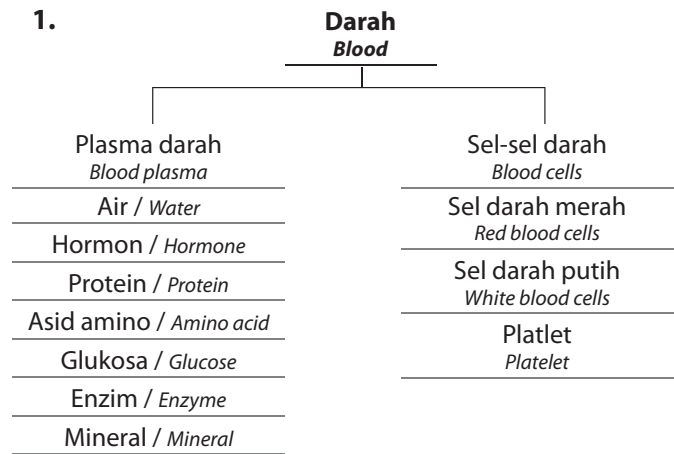 1.
Darah
Blood
Plasma darah
Blood plasma
Air / Water
Hormon / Hormone
Protein / Protein
Asid amino / Amino acid
Glukosa / Glucose
Enzim / Enzyme
Mineral / Mineral
Sel-sel darah
Blood cells
Sel darah merah
Red blood cells
Sel darah putih
White blood cells
Platlet
Platelet